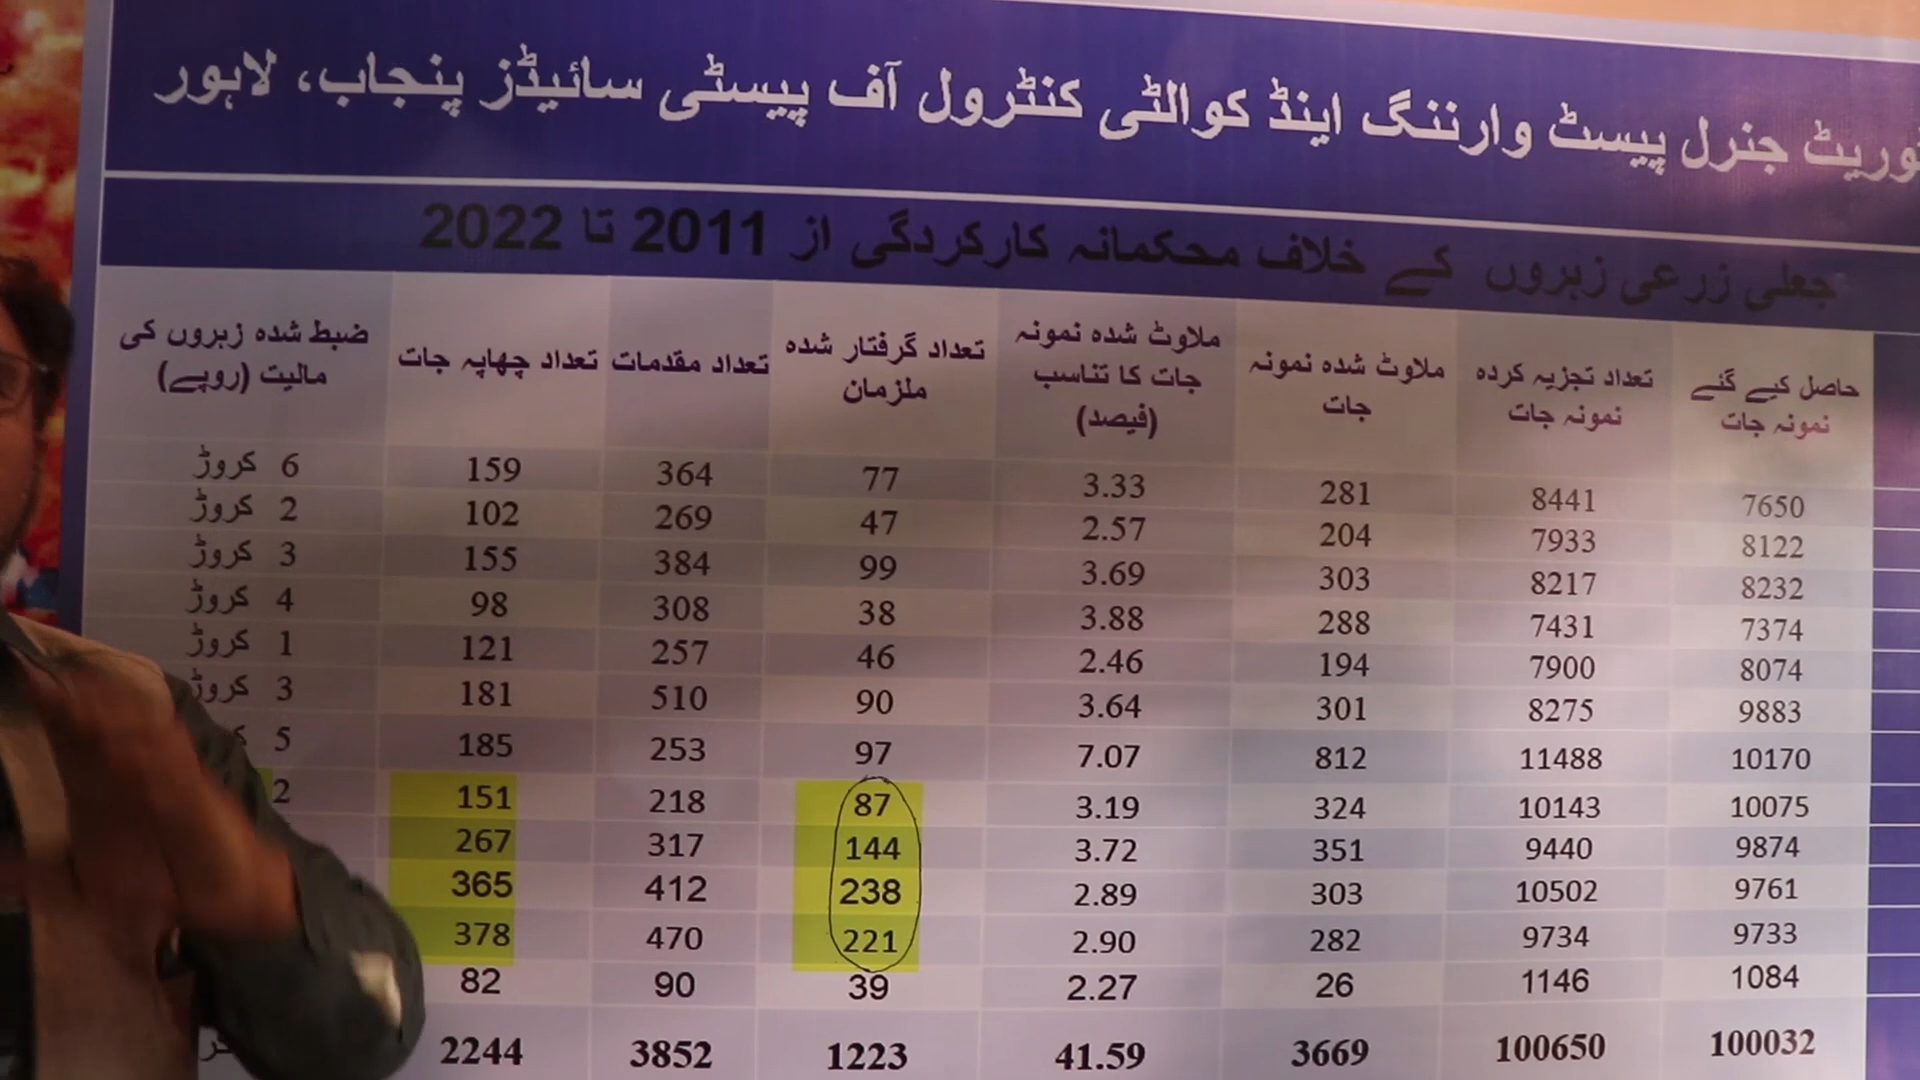 جنرل پیسٹ وارننگ اینڈ کوالٹی کنٹرول آف پیسٹی سائیڈز پنجاب، لاہور
جعلی زرعی زہروں کے خلاف محکمانہ کارکردگی از 2011 تا 2022
حاصل کیے گئے نمونہ جات تعداد تجزیہ کردہ نمونہ جات ملاوٹ شدہ نمونہ جات ملاوٹ شدہ نمونہ جات کا تناسب (فیصد) تعداد گرفتار شدہ ملزمان تعداد مقدمات تعداد چھاپہ جات ضبط شدہ زہروں کی مالیت (روپے)
7650 8441 281 3.33 77 364 159 6 کروڑ
8122 7933 204 2.57 47 269 102 2 کروڑ
8232 8217 303 3.69 99 384 155 3 کروڑ
7374 7431 288 3.88 38 308 98 4 کروڑ
8074 7900 194 2.46 46 257 121 1 کروڑ
9883 8275 301 3.64 90 510 181 3 کروڑ
10170 11488 812 7.07 97 253 185 5
10075 10143 324 3.19 87 218 151 2
9874 9440 351 3.72 144 317 267
9761 10502 303 2.89 238 412 365
9733 9734 282 2.90 221 470 378
1084 1146 26 2.27 39 90 82
100032 100650 3669 41.59 1223 3852 2244